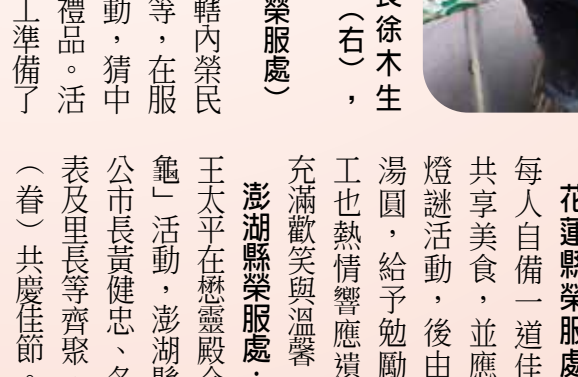 長徐木生
（右），
榮服處）
轄內榮民
等，在服
動，猜中
禮品。活
工準備了
花蓮縣榮服處
每人自備一道佳
共享美食，並應
燈謎活動，後由
湯圓，給予勉勵
工也熱情響應
充滿歡笑與溫馨
澎湖縣榮服處：
王太平在懋靈殿
龜」活動，澎湖縣
公市長黃健忠、
表及里長等齊聚
（眷）共慶佳節。